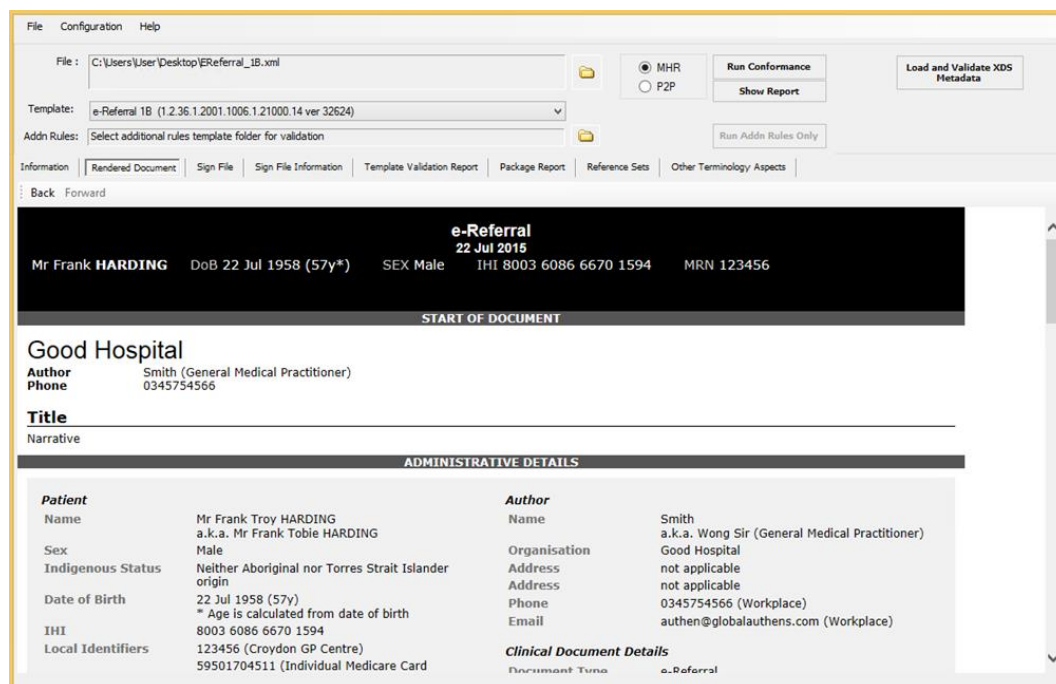 File Configuration Help
File : C:\Users\User\Desktop\EReferral_1B.xml
MHR
P2P
Run Conformance
Show Report
Load and Validate XDS
Metadata
Template: e-Referral 1B (1.2.36.1.2001.1006.1.21000.14 ver 32624)
Addn Rules: Select additional rules template folder for validation
Run Addn Rules Only
Information Rendered Document Sign File Sign File Information Template Validation Report Package Report Reference Sets Other Terminology Aspects
Back Forward
e-Referral
22 Jul 2015
Mr Frank HARDING DoB 22 Jul 1958 (57y*) SEX Male IHI 8003 6086 6670 1594 MRN 123456
START OF DOCUMENT
Good Hospital
Author Smith (General Medical Practitioner)
Phone 0345754566
Title
Narrative
ADMINISTRATIVE DETAILS
Patient
Name Mr Frank Troy HARDING
a.k.a. Mr Frank Tobie HARDING
Sex Male
Indigenous Status Neither Aboriginal nor Torres Strait Islander
origin
Date of Birth 22 Jul 1958 (57y)
* Age is calculated from date of birth
IHI 8003 6086 6670 1594
Local Identifiers 123456 (Croydon GP Centre)
59501704511 (Individual Medicare Card
Author
Name Smith
a.k.a. Wong Sir (General Medical Practitioner)
Organisation Good Hospital
Address not applicable
Address not applicable
Phone 0345754566 (Workplace)
Email authen@globalauthens.com (Workplace)
Clinical Document Details
Document Type e-Referral